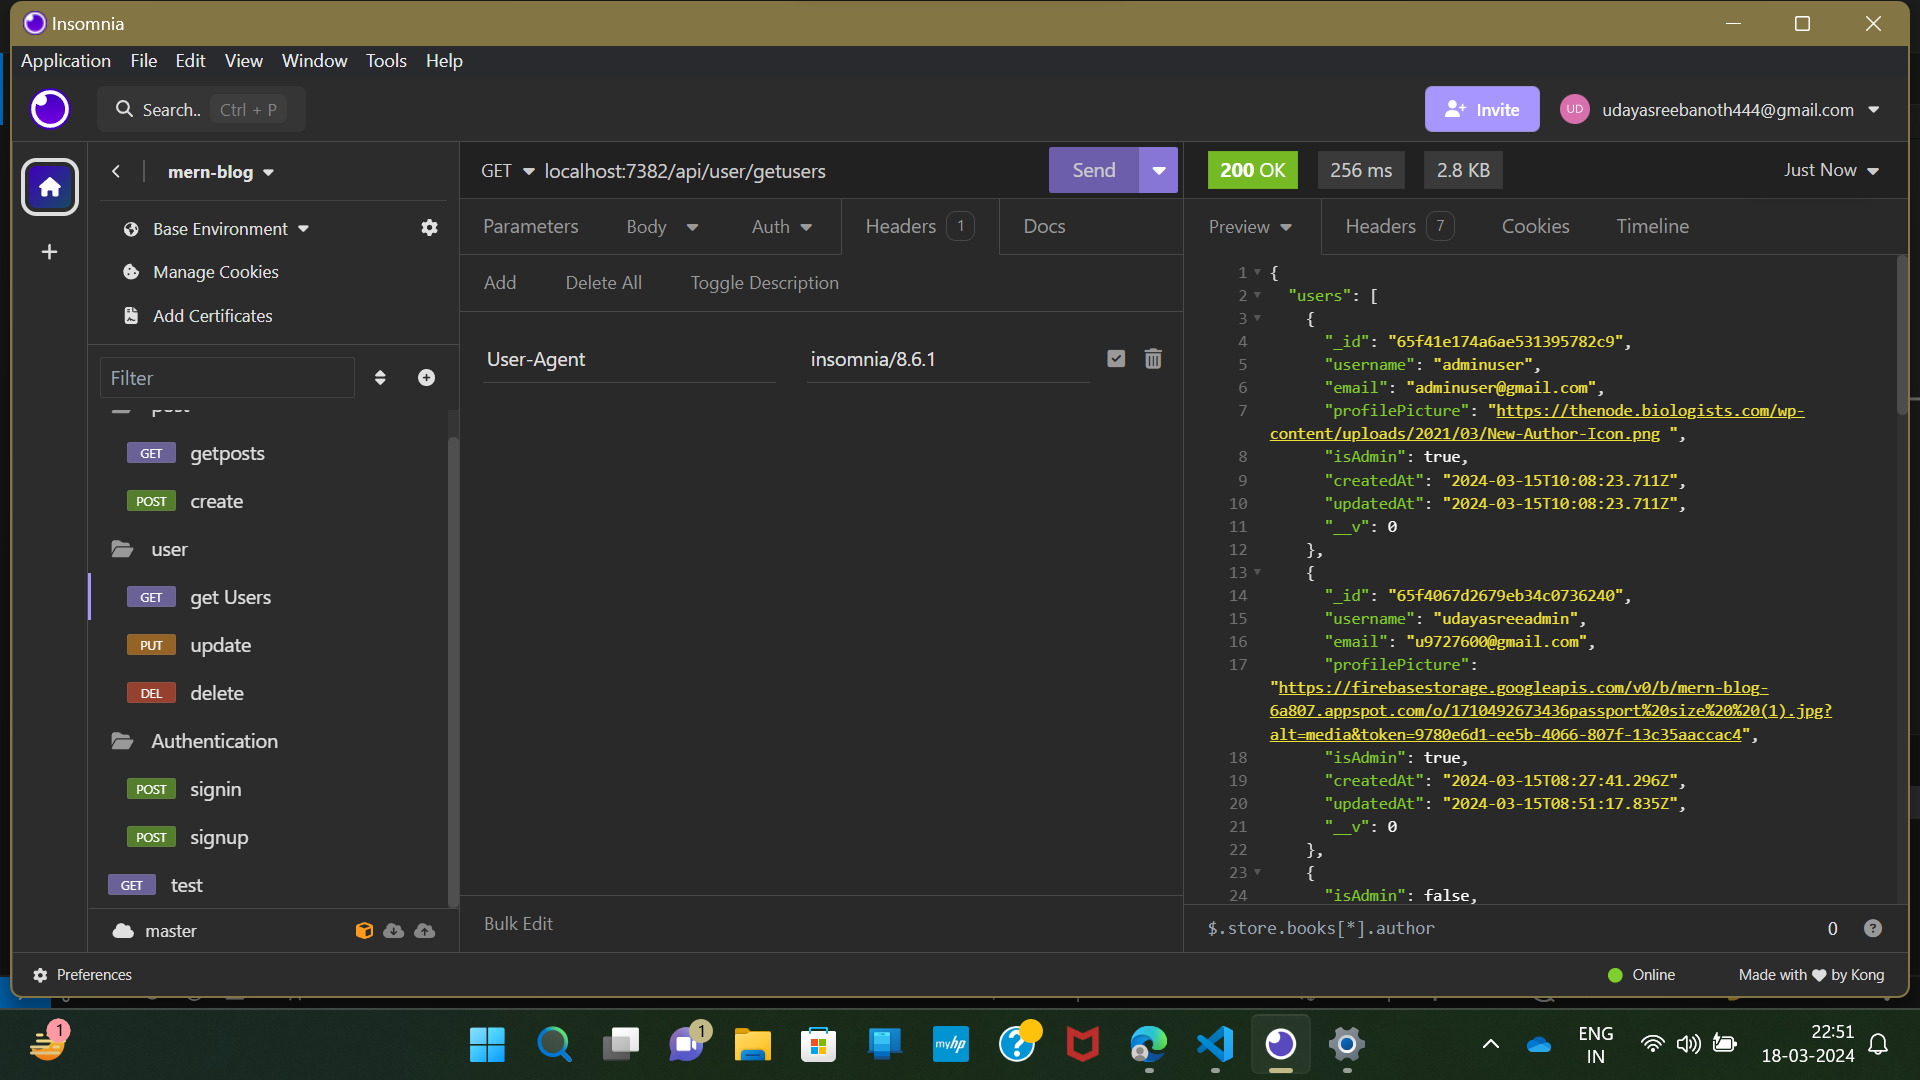 Insomnia
Application File Edit View Window Tools Help
Search.. Ctrl + P
Invite
UD
udayasreebanoth444@gmail.com
mern-blog
Base Environment
Manage Cookies
Add Certificates
Filter
GET getposts
POST create
user
GET get Users
PUT update
DEL delete
Authentication
POST signin
POST signup
GET test
master
GET localhost:7382/api/user/getusers Send
Parameters Body Auth Headers 1 Docs
Add Delete All Toggle Description
User-Agent insomnia/8.6.1
Bulk Edit
200 OK 256 ms 2.8 KB Just Now
Preview Headers 7 Cookies Timeline
1 {
2 "users": [
3 {
4 "_id": "65f41e174a6ae531395782c9",
5 "username": "adminuser",
6 "email": "adminuser@gmail.com",
7 "profilePicture": "https://thenode.biologists.com/wp-
content/uploads/2021/03/New-Author-Icon.png ",
8 "isAdmin": true,
9 "createdAt": "2024-03-15T10:08:23.711Z",
10 "updatedAt": "2024-03-15T10:08:23.711Z",
11 "__v": 0
12 },
13 {
14 "_id": "65f4067d2679eb34c0736240",
15 "username": "udayasreeadmin",
16 "email": "u9727600@gmail.com",
17 "profilePicture":
"https://firebasestorage.googleapis.com/v0/b/mern-blog-
6a807.appspot.com/o/1710492673436passport%20size%20%20(1).jpg?
alt=media&token=9780e6d1-ee5b-4066-807f-13c35aaccac4",
18 "isAdmin": true,
19 "createdAt": "2024-03-15T08:27:41.296Z",
20 "updatedAt": "2024-03-15T08:51:17.835Z",
21 "__v": 0
22 },
23 {
24 "isAdmin": false,
$.store.books[*].author 0
Preferences
Online
Made with ❤ by Kong
1
1
myhp
ENG
IN
22:51
18-03-2024